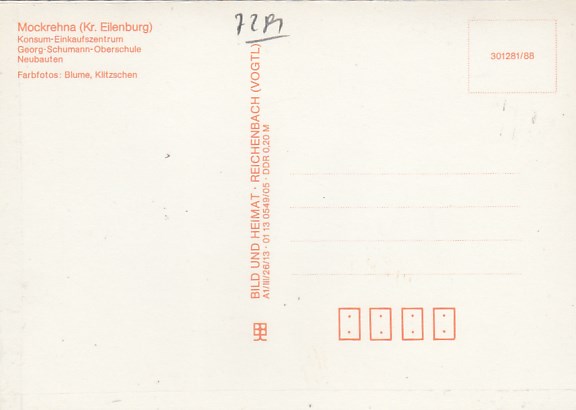 Mockrehna (Kr. Eilenburg)
Konsum-Einkaufszentrum
Georg-Schumann-Oberschule
Neubauten
Farbfotos: Blume, Klitzschen
BILD UND HEIMAT · REICHENBACH (VOGTL)
A1/III/26/13 · 01 13 0549/05 · DDR 0,20 M
301281/88